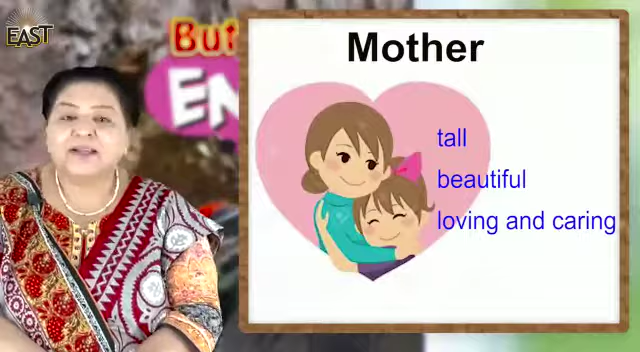 EAST
But
EN
Mother
tall
beautiful
loving and caring